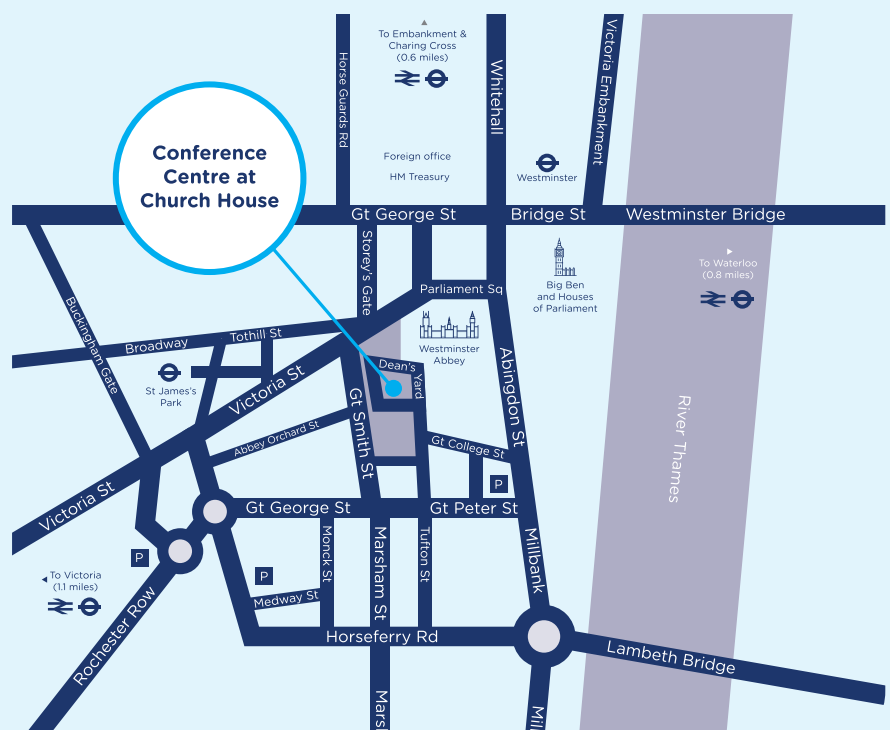 To Embankment &
Charing Cross
(0.6 miles)
Horse Guards Rd
Whitehall
Victoria Embankment
Conference
Centre at
Church House
Foreign office
HM Treasury
Westminster
Gt George St
Bridge St
Westminster Bridge
Storey's Gate
To Waterloo
(0.8 miles)
Big Ben
and Houses
of Parliament
Parliament Sq
Buckingham Gate
Broadway
Tothill St
Westminster
Abbey
Abingdon St
Dean's
Yard
St James's
Park
Victoria St
Gt Smith St
River Thames
Abbey Orchard St
Gt College St
P
Victoria St
Gt George St
Gt Peter St
Monck St
Marsham St
Tufton St
Millbank
P
P
To Victoria
(1.1 miles)
Rochester Row
Medway St
Horseferry Rd
Lambeth Bridge
Mars
Mil